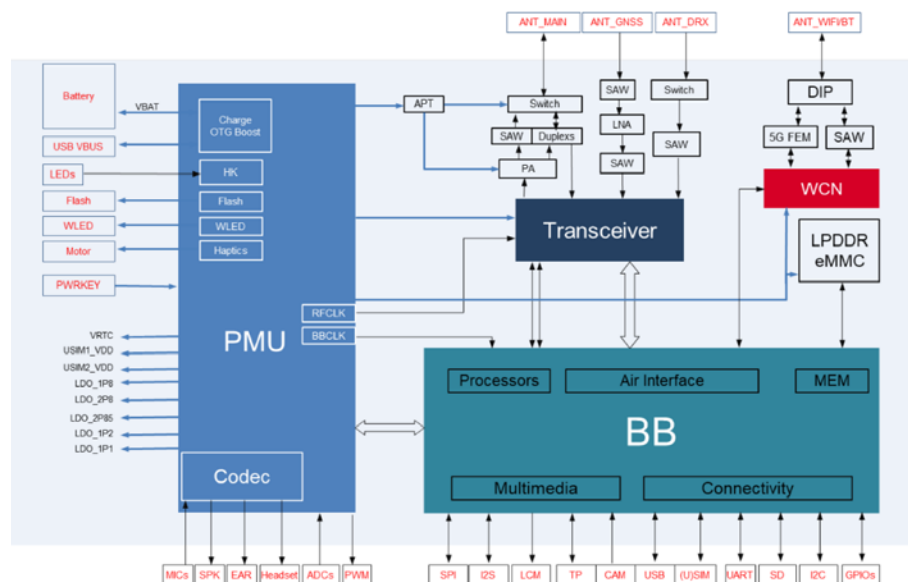 ANT_MAIN
ANT_GNSS
ANT_DRX
ANT_WIFI/BT
Battery
VBAT
Charge
OTG Boost
USB VBUS
LEDs
HK
Flash
Flash
WLED
WLED
Motor
Haptics
PWRKEY
RFCLK
BBCLK
PMU
VRTC
USIM1_VDD
USIM2_VDD
LDO_1P8
LDO_2P8
LDO_2P85
LDO_1P2
LDO_1P1
Codec
APT
Switch
SAW
Duplexs
PA
SAW
LNA
SAW
Switch
SAW
DIP
5G FEM
SAW
WCN
Transceiver
LPDDR
eMMC
Processors
Air Interface
MEM
BB
Multimedia
Connectivity
MICs
SPK
EAR
Headset
ADCs
PWM
SPI
I2S
LCM
TP
CAM
USB
(U)SIM
UART
SD
I2C
GPIOs